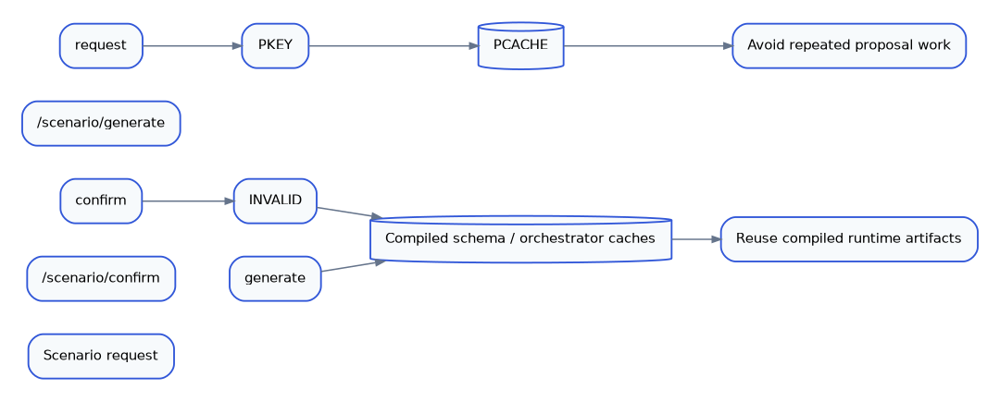 request
PKEY
PCACHE
Avoid repeated proposal work
/scenario/generate
confirm
INVALID
Compiled schema / orchestrator caches
Reuse compiled runtime artifacts
/scenario/confirm
generate
Scenario request